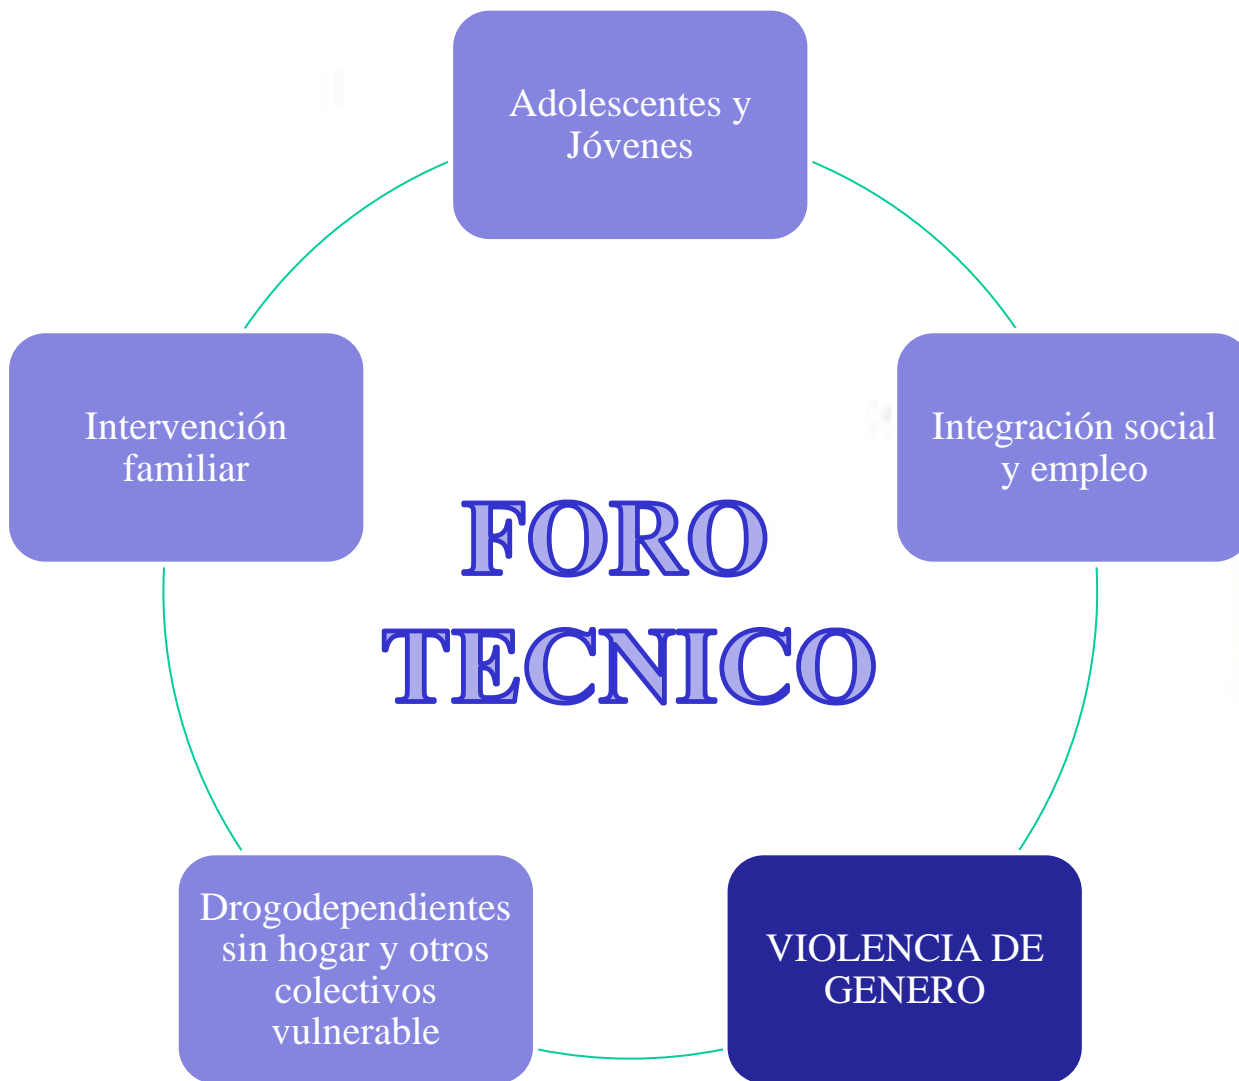 Adolescentes y
Jóvenes
Intervención
familiar
Integración social
y empleo
FORO
TECNICO
Drogodependientes
sin hogar y otros
colectivos
vulnerable
VIOLENCIA DE
GENERO